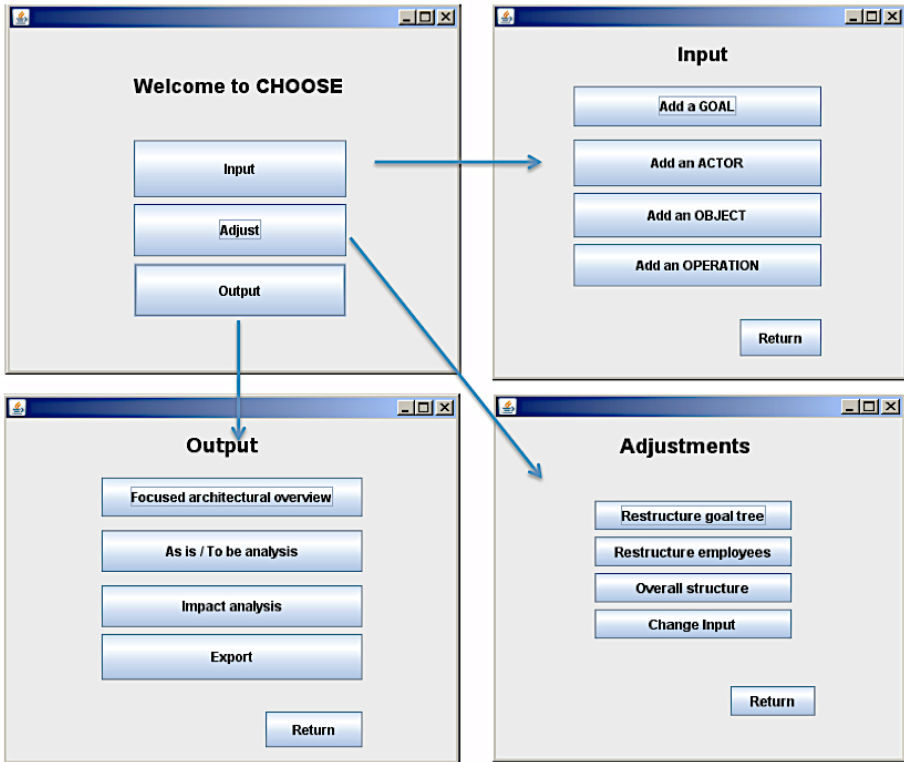 Welcome to CHOOSE
Input
Adjust
Output
Input
Add a GOAL
Add an ACTOR
Add an OBJECT
Add an OPERATION
Return
Output
Focused architectural overview
As is / To be analysis
Impact analysis
Export
Return
Adjustments
Restructure goal tree
Restructure employees
Overall structure
Change Input
Return